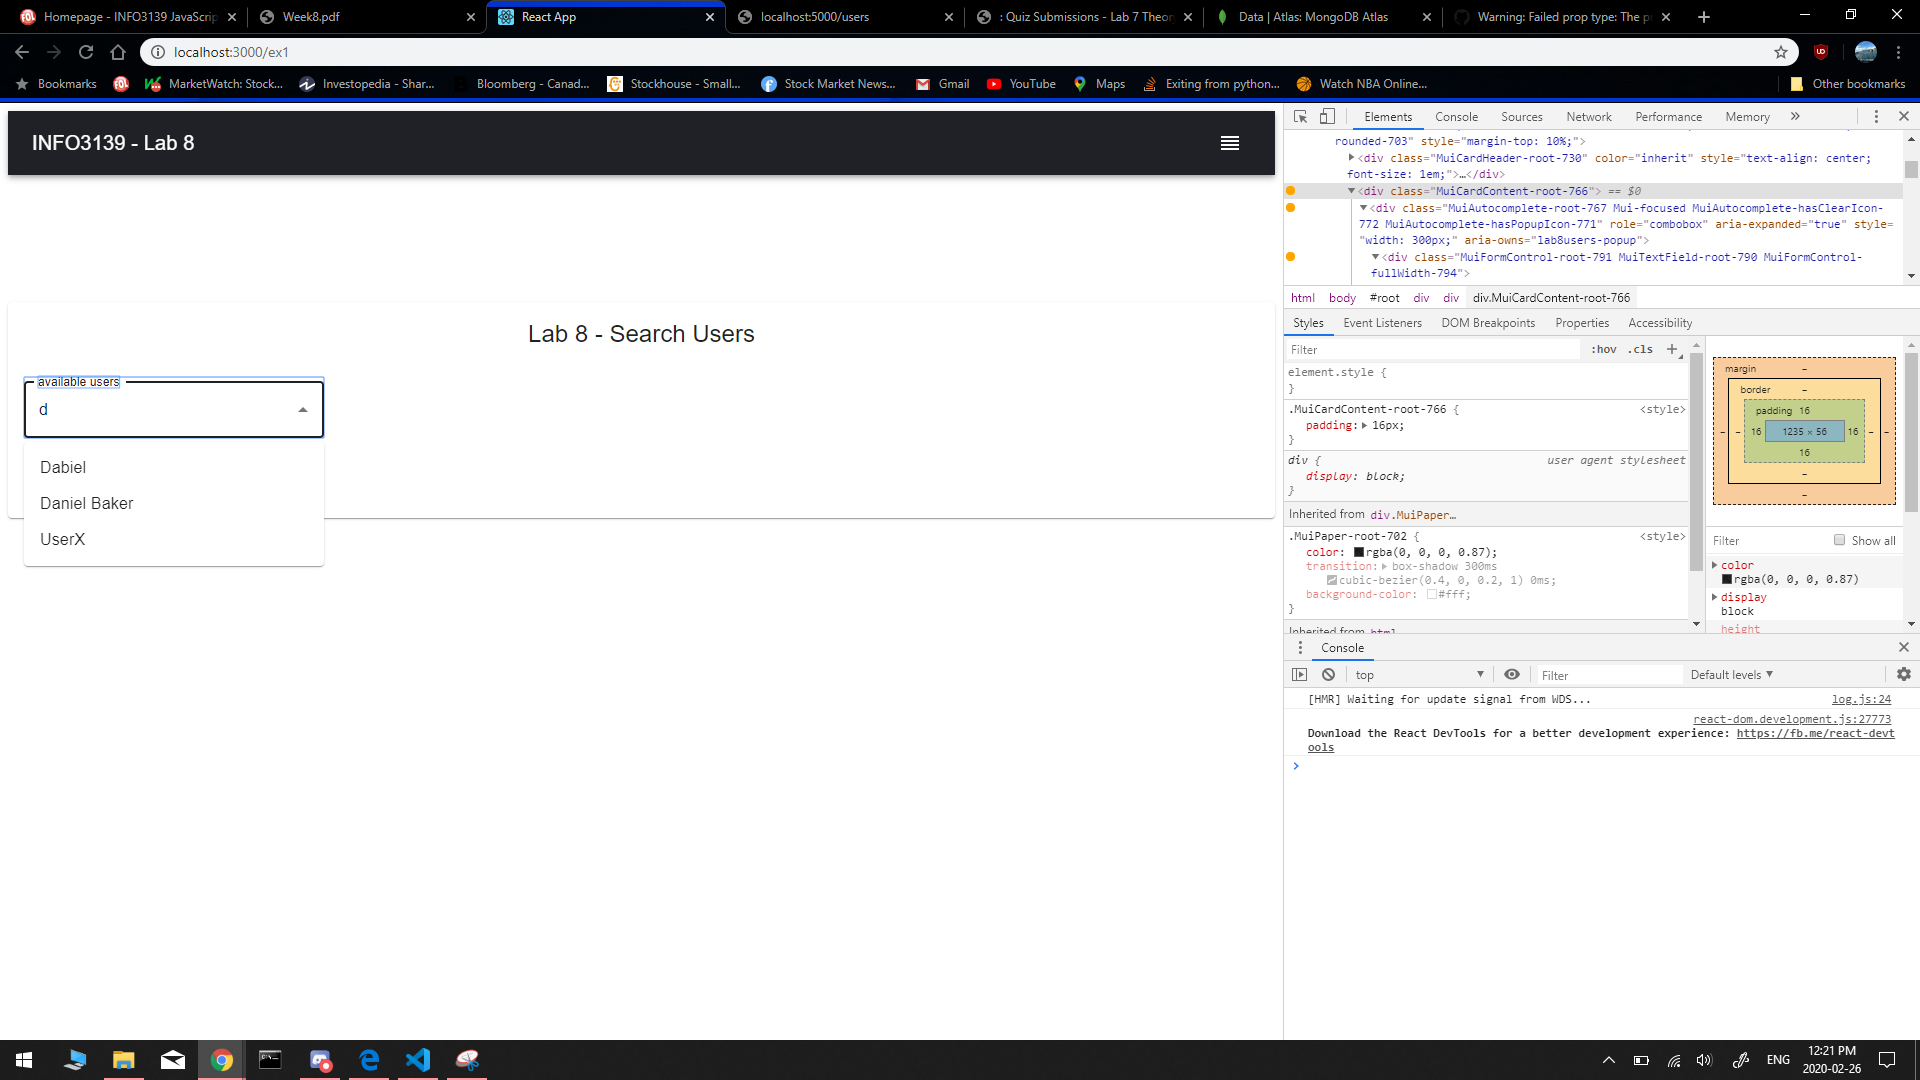 Homepage - INFO3139 JavaScrip
Week8.pdf
React App
localhost:5000/users
: Quiz Submissions - Lab 7 Theor
Data | Atlas: MongoDB Atlas
Warning: Failed prop type: The p
localhost:3000/ex1
Bookmarks
MarketWatch: Stock...
Investopedia - Shar...
Bloomberg - Canad...
Stockhouse - Small...
Stock Market News...
Gmail
YouTube
Maps
Exiting from python...
Watch NBA Online...
Other bookmarks
INFO3139 - Lab 8
Lab 8 - Search Users
available users
d
Dabiel
Daniel Baker
UserX
Elements
Console
Sources
Network
Performance
Memory
rounded-703" style="margin-top: 10%;">
<div class="MuiCardHeader-root-730" color="inherit" style="text-align: center;
font-size: 1em;">…</div>
<div class="MuiCardContent-root-766"> == $0
<div class="MuiAutocomplete-root-767 Mui-focused MuiAutocomplete-hasClearIcon-
772 MuiAutocomplete-hasPopupIcon-771" role="combobox" aria-expanded="true" style=
"width: 300px;" aria-owns="lab8users-popup">
<div class="MuiFormControl-root-791 MuiTextField-root-790 MuiFormControl-
fullWidth-794">
html body #root div div div.MuiCardContent-root-766
Styles
Event Listeners
DOM Breakpoints
Properties
Accessibility
Filter
:hov .cls +
element.style {
}
.MuiCardContent-root-766 {
<style>
padding: 16px;
}
div {
user agent stylesheet
display: block;
}
Inherited from div.MuiPaper…
.MuiPaper-root-702 {
<style>
color: rgba(0, 0, 0, 0.87);
transition: box-shadow 300ms
cubic-bezier(0.4, 0, 0.2, 1) 0ms;
background-color: #fff;
}
Inherited from html
margin –
border –
padding 16
– – 16 1235 × 56 16 – –
16
–
–
Filter
Show all
color
rgba(0, 0, 0, 0.87)
display
block
height
Console
top
Filter
Default levels
[HMR] Waiting for update signal from WDS...
log.js:24
react-dom.development.js:27773
Download the React DevTools for a better development experience: https://fb.me/react-devt
ools
ENG
12:21 PM
2020-02-26